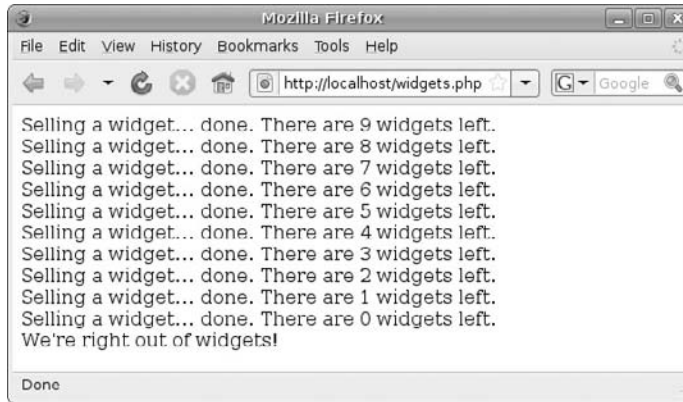 Mozilla Firefox
File Edit View History Bookmarks Tools Help
http://localhost/widgets.php G Google
Selling a widget... done. There are 9 widgets left.
Selling a widget... done. There are 8 widgets left.
Selling a widget... done. There are 7 widgets left.
Selling a widget... done. There are 6 widgets left.
Selling a widget... done. There are 5 widgets left.
Selling a widget... done. There are 4 widgets left.
Selling a widget... done. There are 3 widgets left.
Selling a widget... done. There are 2 widgets left.
Selling a widget... done. There are 1 widgets left.
Selling a widget... done. There are 0 widgets left.
We're right out of widgets!
Done